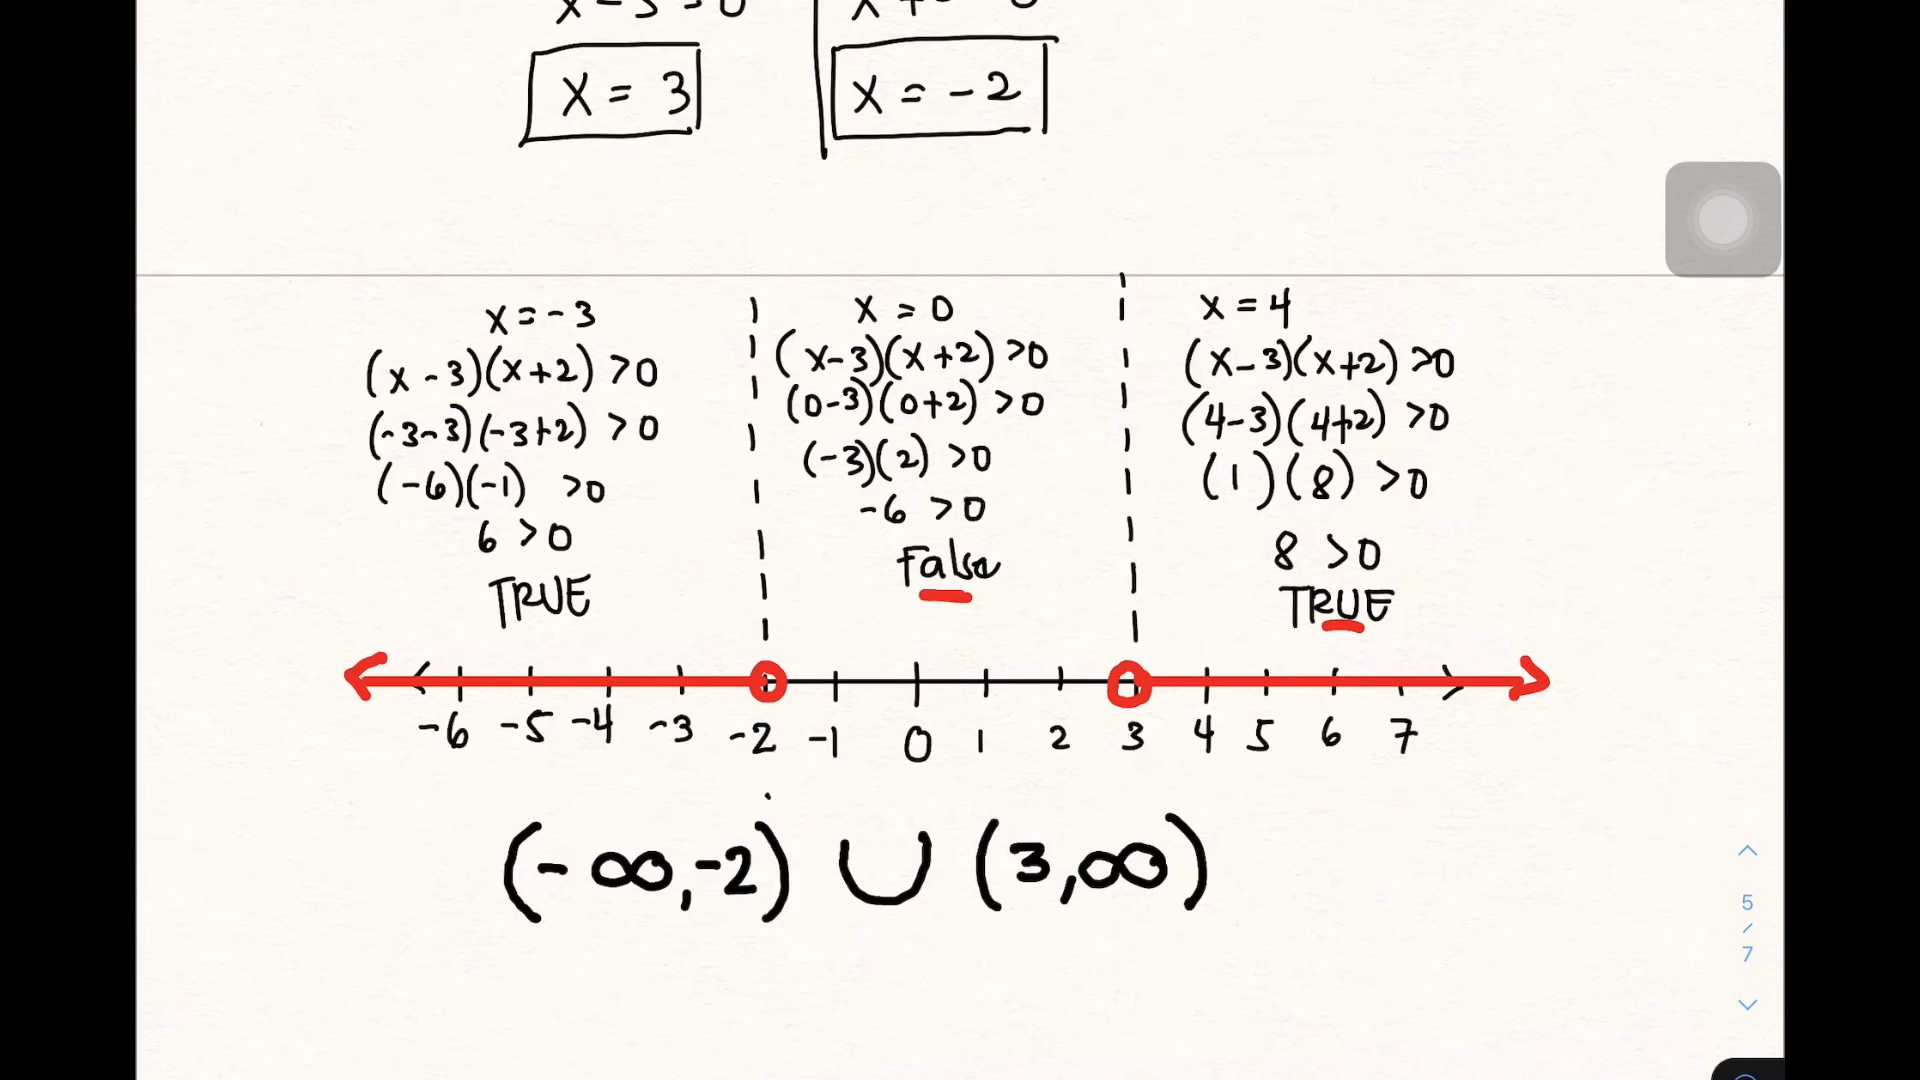 x - 3 = 0
x +
x = 3
x = -2
x = -3
(x - 3)(x+2) >0
(-3-3)(-3+2) >0
(-6)(-1) >0
6 >0
TRUE
x = 0
(x-3)(x+2) >0
(0-3)(0+2) >0
(-3)(2) >0
-6 >0
False
x = 4
(x-3)(x+2) >0
(4-3)(4+2) >0
(1)(8) >0
8 >0
TRUE
-6 -5 -4 -3 -2 -1 0 1 2 3 4 5 6 7
(-∞,-2) ∪ (3,∞)
5
/
7